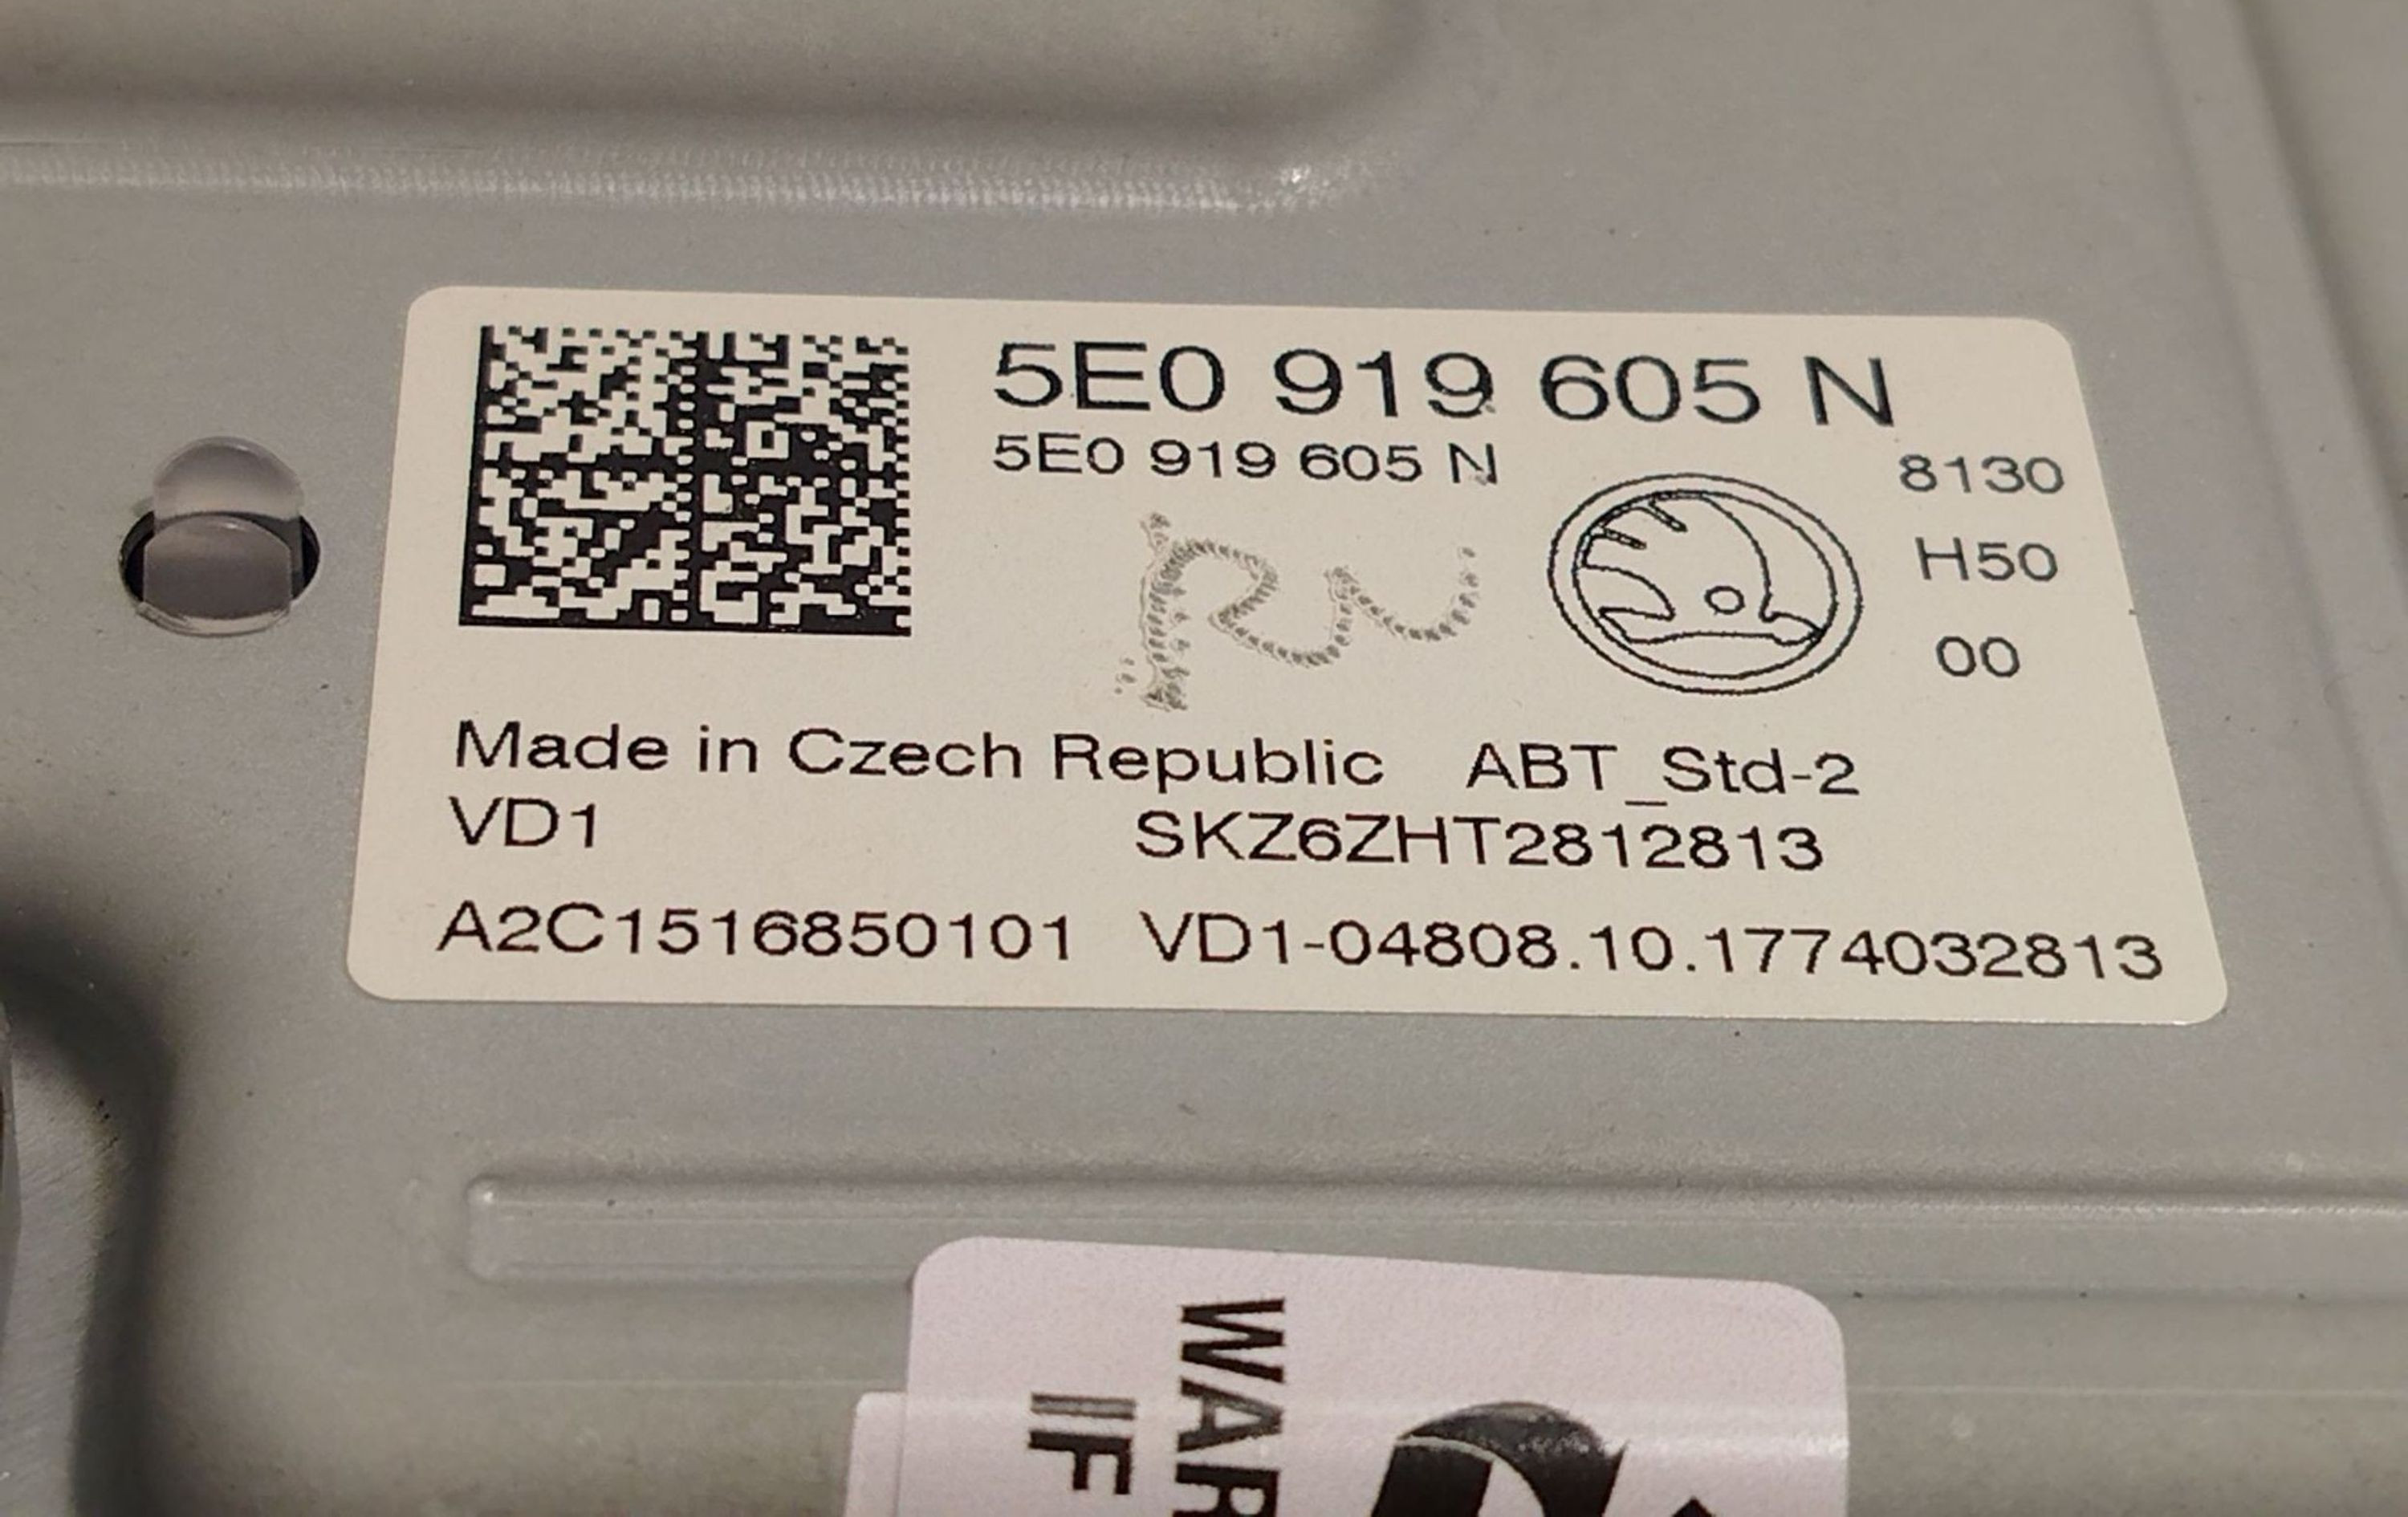 5E0 919 605 N
5E0 919 605 N
8130
H50
00
RN
Made in Czech Republic ABT_Std-2
VD1 SKZ6ZHT2812813
A2C1516850101 VD1-04808.10.1774032813
WAR
IF